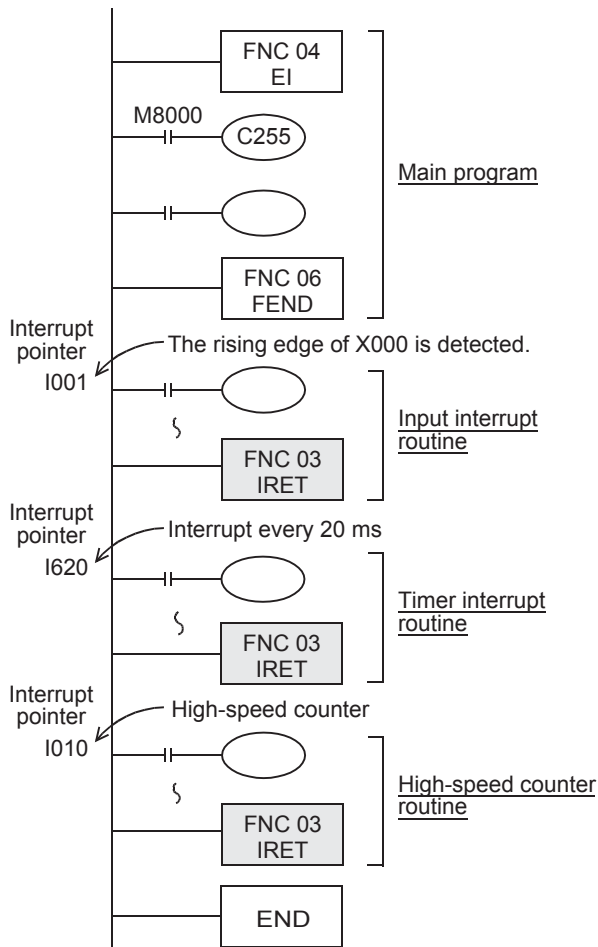 FNC 04
EI
M8000
C255
Main program
FNC 06
FEND
Interrupt
pointer
I001
The rising edge of X000 is detected.
Input interrupt
routine
FNC 03
IRET
Interrupt
pointer
I620
Interrupt every 20 ms
Timer interrupt
routine
FNC 03
IRET
Interrupt
pointer
I010
High-speed counter
High-speed counter
routine
FNC 03
IRET
END